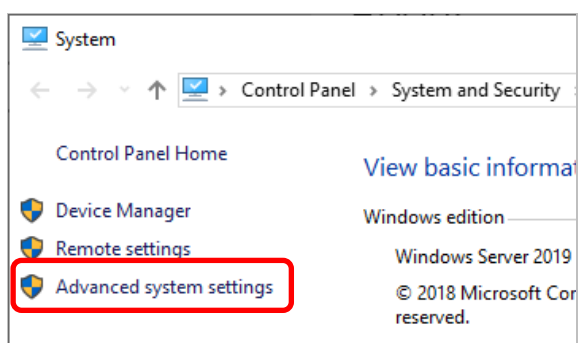 System
Control Panel > System and Security
Control Panel Home
View basic informa
Device Manager
Windows edition
Remote settings
Windows Server 2019
Advanced system settings
© 2018 Microsoft Cor
reserved.